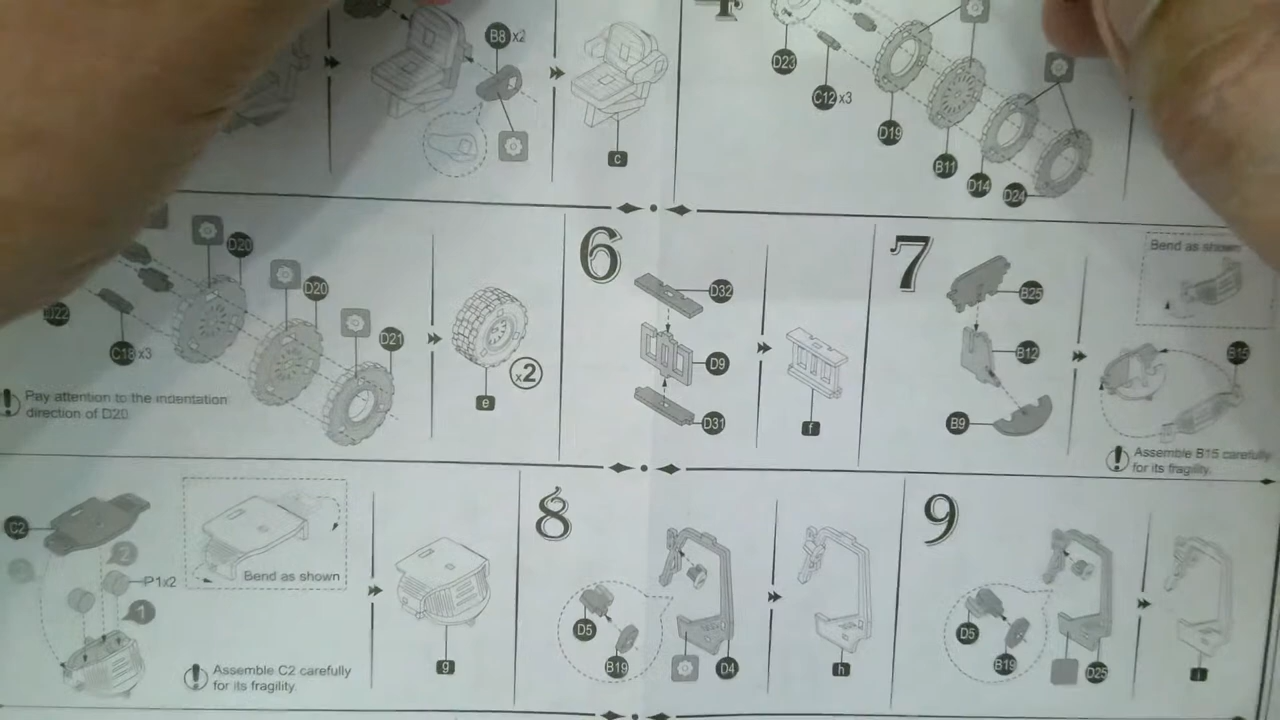 B8 x2
c
4
D23
C12 x3
D19
B11
D14
D24
D20
D20
D21
D22
C18 x3
Pay attention to the indentation
direction of D20.
x2
e
6
D32
D9
D31
f
7
B25
B12
B9
Bend as shown
B15
Assemble B15 carefully
for its fragility.
C2
2
P1x2
1
Bend as shown
Assemble C2 carefully
for its fragility.
g
8
D5
B19
D4
h
9
D5
B19
D25
i